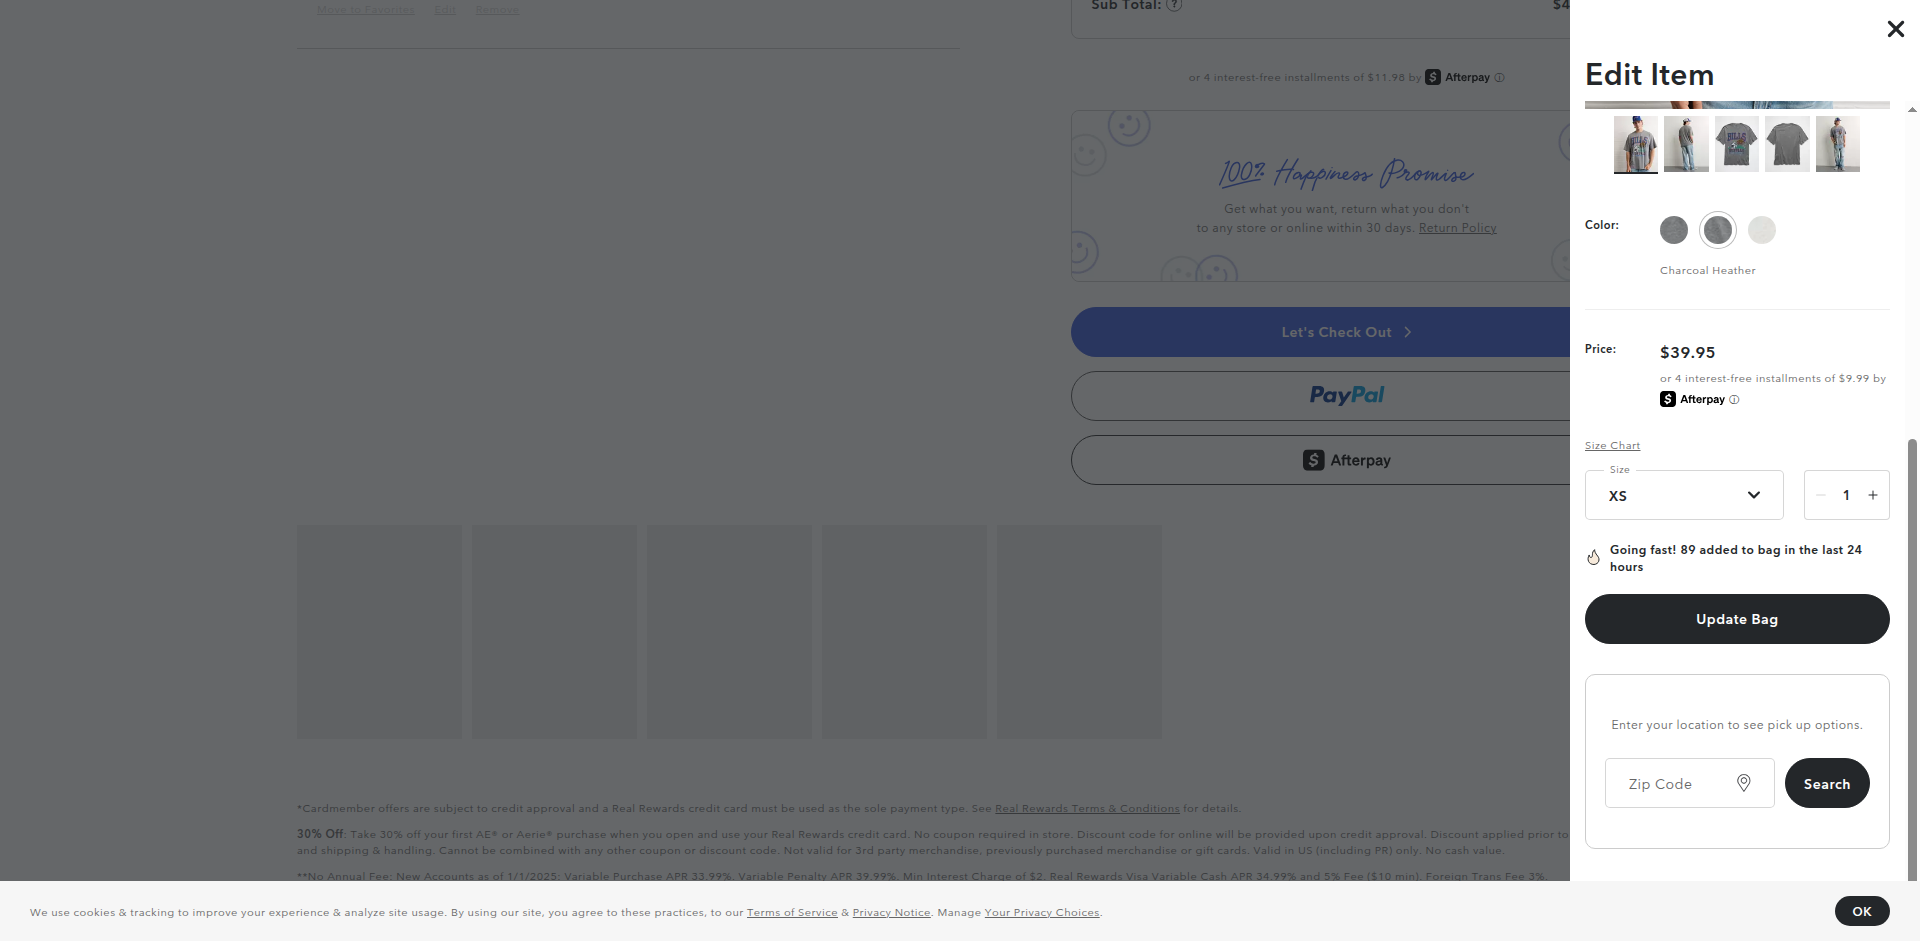 Move to Favorites Edit Remove
Sub Total: ? $4
or 4 interest-free installments of $11.98 by Afterpay
100% Happiness Promise
Get what you want, return what you don't
to any store or online within 30 days. Return Policy
Let's Check Out
PayPal
Afterpay
*Cardmember offers are subject to credit approval and a Real Rewards credit card must be used as the sole payment type. See Real Rewards Terms & Conditions for details.
30% Off: Take 30% off your first AE® or Aerie® purchase when you open and use your Real Rewards credit card. No coupon required in store. Discount code for online will be provided upon credit approval. Discount applied prior to
and shipping & handling. Cannot be combined with any other coupon or discount code. Not valid for 3rd party merchandise, previously purchased merchandise or gift cards. Valid in US (including PR) only. No cash value.
**No Annual Fee: New Accounts as of 1/1/2025: Variable Purchase APR 33.99%. Variable Penalty APR 39.99%. Min Interest Charge of $2. Real Rewards Visa Variable Cash APR 34.99% and 5% Fee ($10 min). Foreign Trans Fee 3%.
Edit Item
BILLS
Color:
Charcoal Heather
Price:
$39.95
or 4 interest-free installments of $9.99 by
Afterpay
Size Chart
Size
XS
1
Going fast! 89 added to bag in the last 24
hours
Update Bag
Enter your location to see pick up options.
Zip Code
Search
We use cookies & tracking to improve your experience & analyze site usage. By using our site, you agree to these practices, to our Terms of Service & Privacy Notice. Manage Your Privacy Choices.
OK